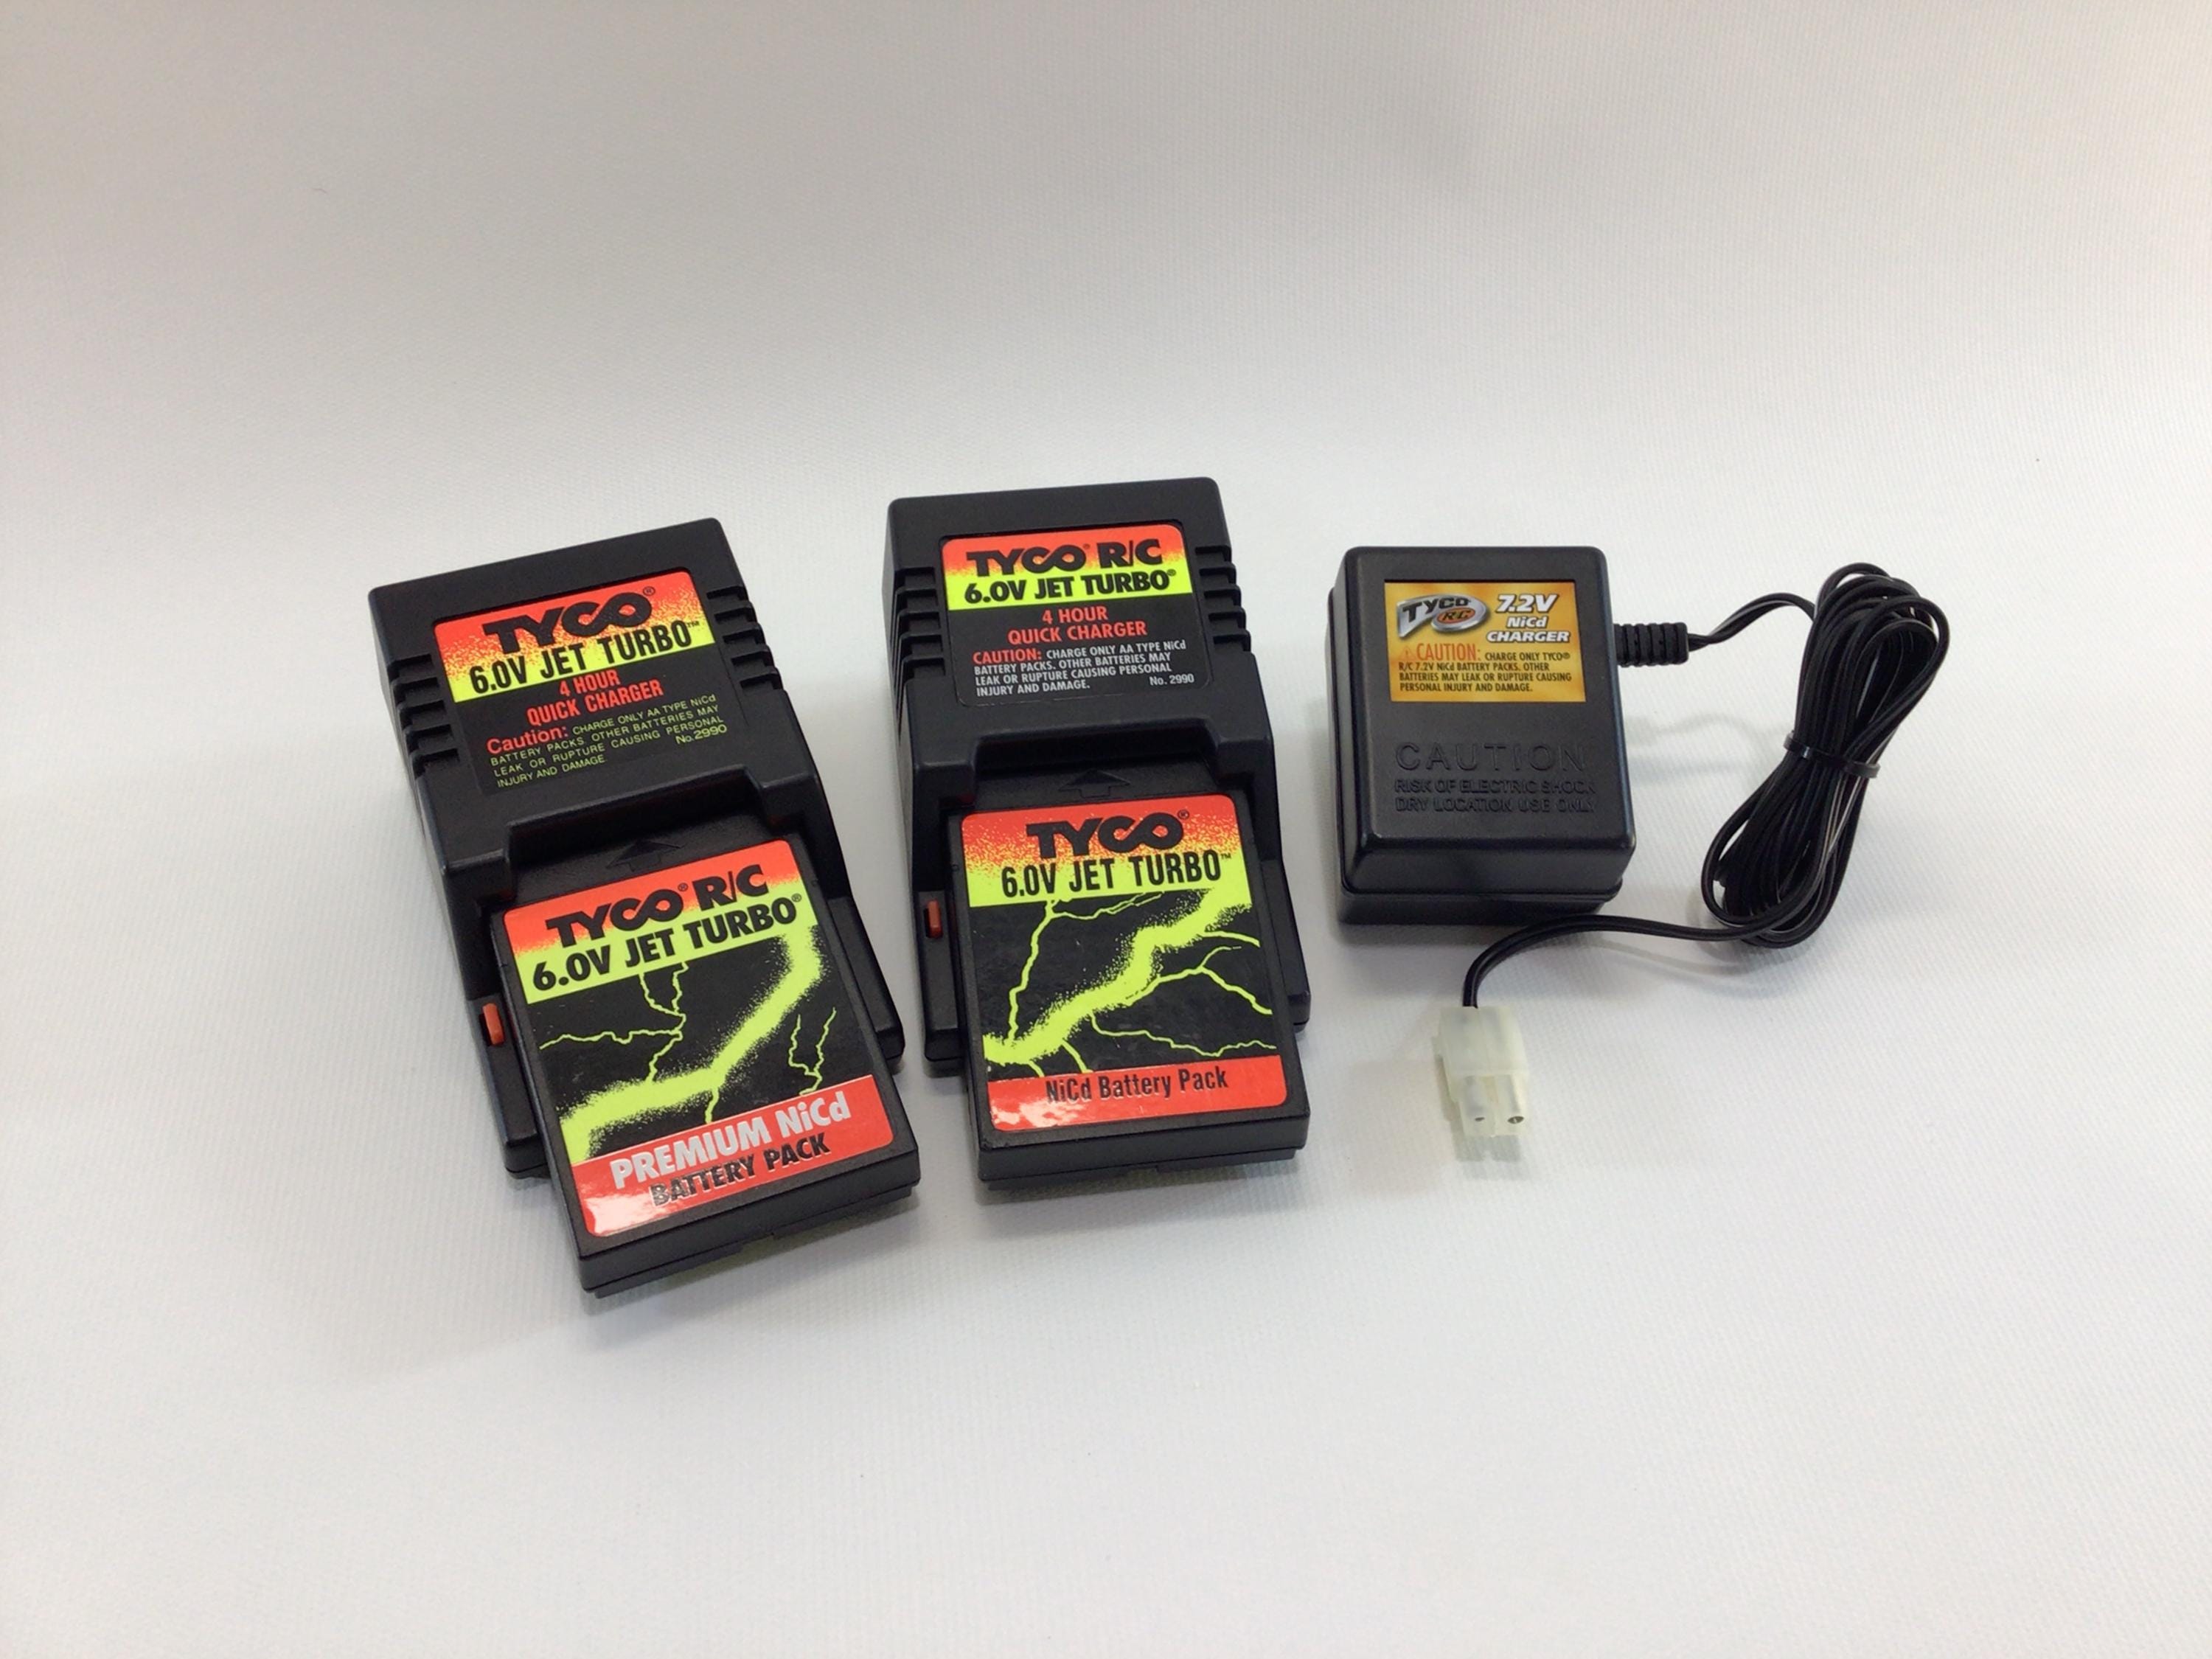 TYCO®
6.0V JET TURBO™
4 HOUR
QUICK CHARGER
Caution: CHARGE ONLY AA TYPE NiCd
BATTERY PACKS. OTHER BATTERIES MAY
LEAK OR RUPTURE CAUSING PERSONAL
INJURY AND DAMAGE.
No.2990
TYCO® R/C
6.0V JET TURBO®
PREMIUM NiCd
BATTERY PACK
TYCO® R/C
6.0V JET TURBO®
4 HOUR
QUICK CHARGER
CAUTION: CHARGE ONLY AA TYPE NiCd
BATTERY PACKS. OTHER BATTERIES MAY
LEAK OR RUPTURE CAUSING PERSONAL
INJURY AND DAMAGE.
No. 2990
TYCO®
6.0V JET TURBO™
NiCd Battery Pack
TYCO R/C
7.2V
NiCd
CHARGER
CAUTION: CHARGE ONLY TYCO®
R/C 7.2V NiCd BATTERY PACKS. OTHER
BATTERIES MAY LEAK OR RUPTURE CAUSING
PERSONAL INJURY AND DAMAGE.
CAUTION
RISK OF ELECTRIC SHOCK
DRY LOCATION USE ONLY